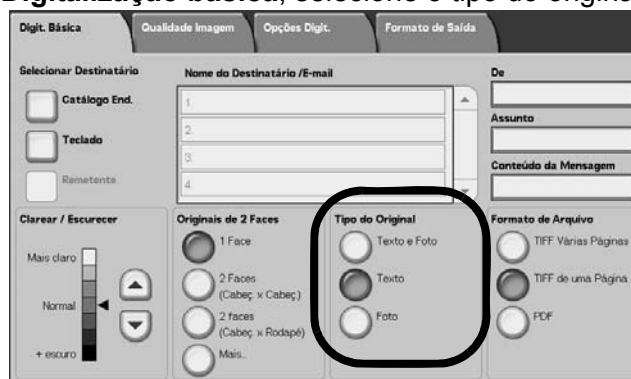 Digitalização básica, selecione o tipo do origin
Digit. Básica
Qualidade Imagem
Opções Digit.
Formato de Saída
Selecionar Destinatário
Nome do Destinatário /E-mail
De
Catálogo End.
1.
Assunto
2.
Teclado
3.
Conteúdo da Mensagem
Remetente
4.
Clarear / Escurecer
Originais de 2 Faces
Tipo do Original
Formato de Arquivo
1 Face
Texto e Foto
TIFF Várias Páginas
Mais claro
2 Faces
(Cabeç x Cabeç)
Texto
TIFF de uma Página
Normal
2 faces
(Cabeç. x Rodapé)
Foto
PDF
Mais..
+ escuro